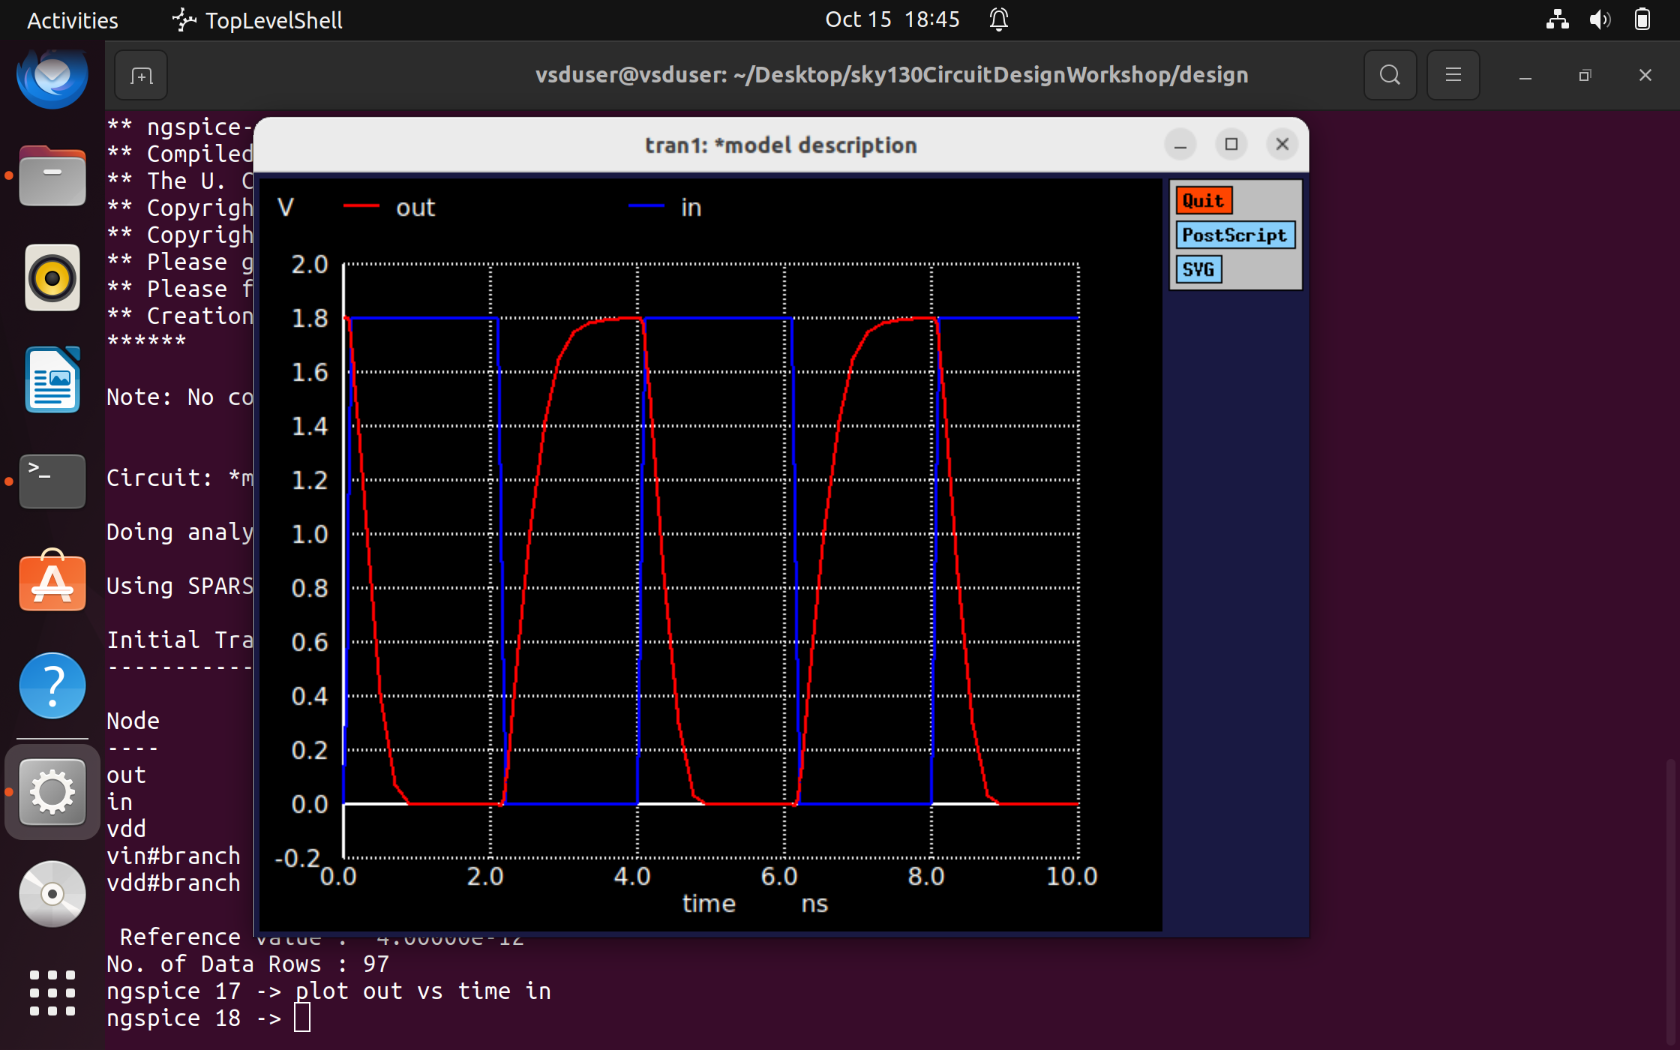 Activities TopLevelShell Oct 15 18:45
vsduser@vsduser: ~/Desktop/sky130CircuitDesignWorkshop/design
** ngspice-
** Compiled
** The U. C
** Copyrigh
** Copyrigh
** Please g
** Please f
** Creation
******
Note: No co
Circuit: *m
Doing analy
Using SPARS
Initial Tra
-----------
Node
----
out
in
vdd
vin#branch
vdd#branch
tran1: *model description
V out in
Quit
PostScript
SVG
2.0
1.8
1.6
1.4
1.2
1.0
0.8
0.6
0.4
0.2
0.0
-0.2
0.0 2.0 4.0 6.0 8.0 10.0
time ns
Reference value : 4.00000e-12
No. of Data Rows : 97
ngspice 17 -> plot out vs time in
ngspice 18 ->